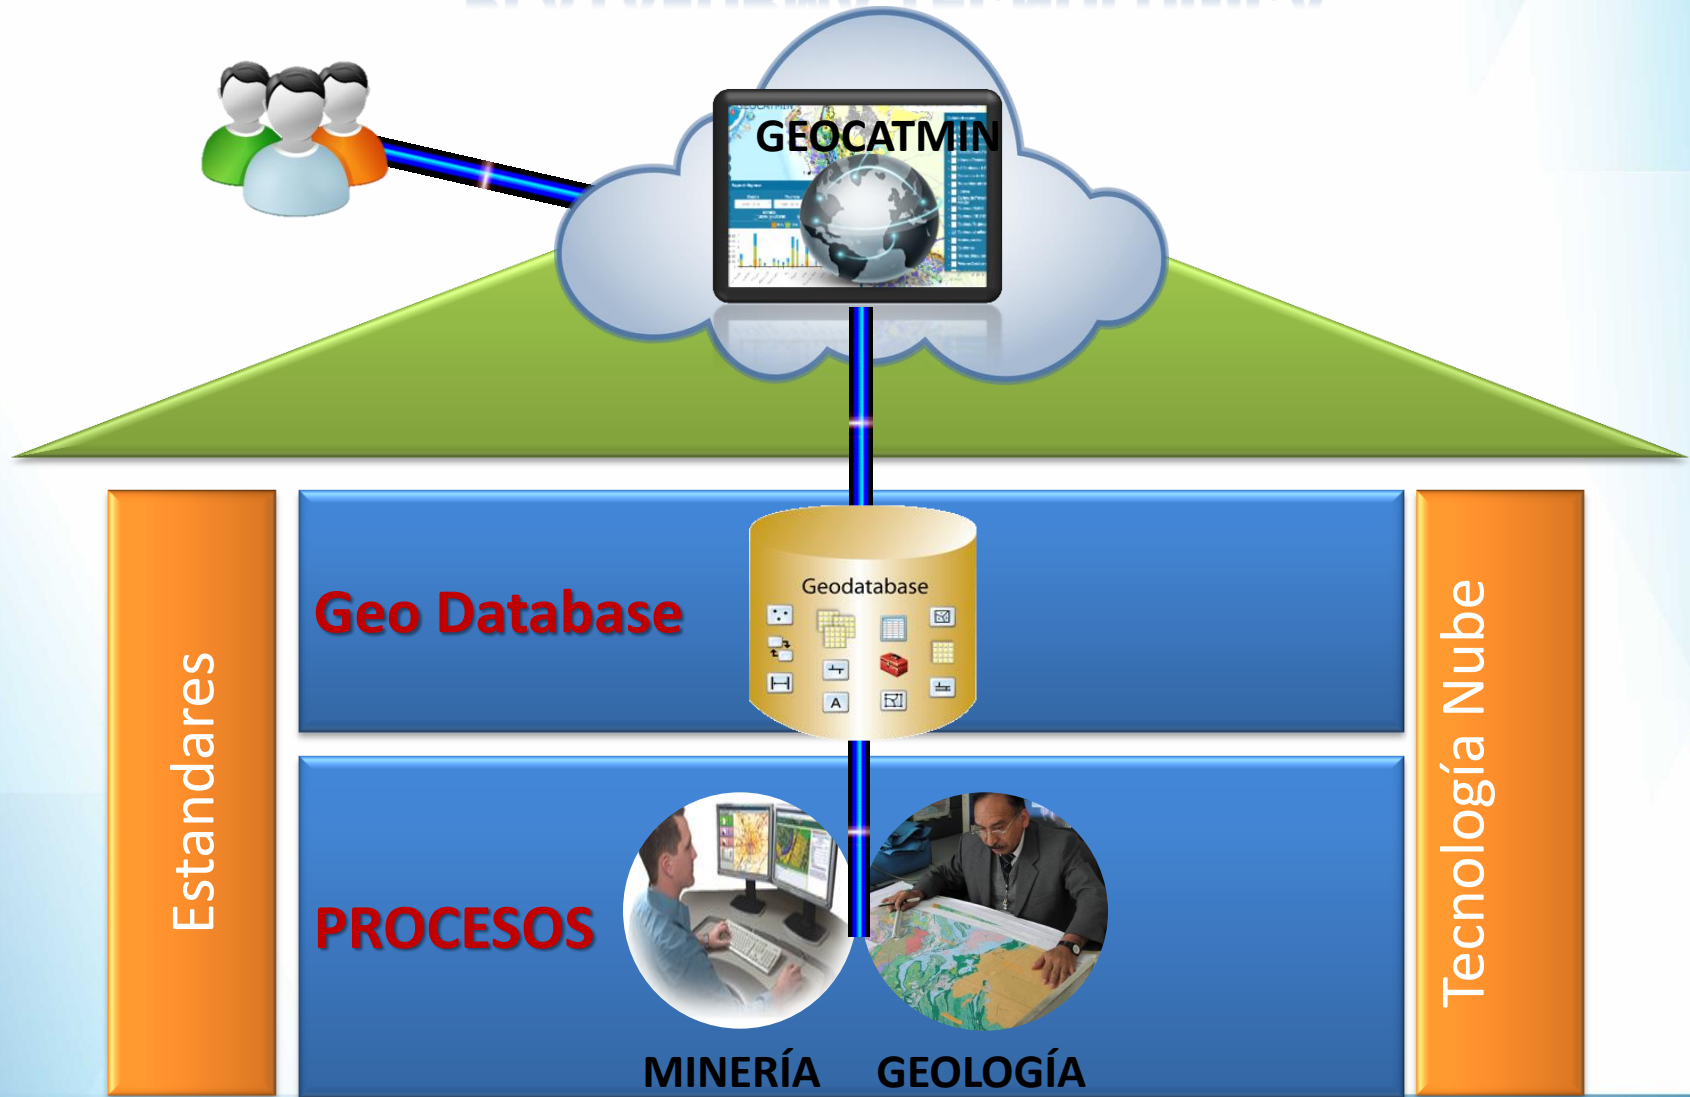 GEOCATMIN
Geodatabase
A
Geo Database
Estandares
Tecnología Nube
PROCESOS
MINERÍA
GEOLOGÍA